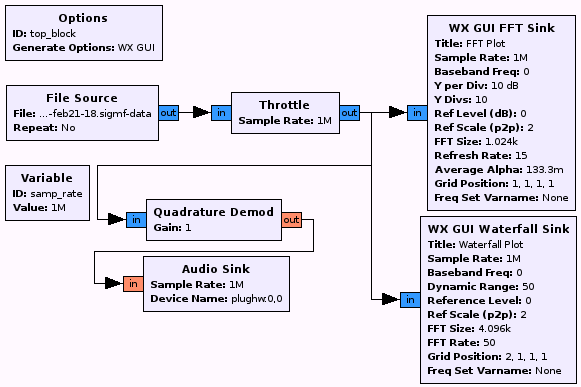 Options
ID: top_block
Generate Options: WX GUI
File Source
File: ...-feb21-18.sigmf-data
Repeat: No
out
in
Throttle
Sample Rate: 1M
out
in
WX GUI FFT Sink
Title: FFT Plot
Sample Rate: 1M
Baseband Freq: 0
Y per Div: 10 dB
Y Divs: 10
Ref Level (dB): 0
Ref Scale (p2p): 2
FFT Size: 1.024k
Refresh Rate: 15
Average Alpha: 133.3m
Grid Position: 1, 1, 1, 1
Freq Set Varname: None
Variable
ID: samp_rate
Value: 1M
in
Quadrature Demod
Gain: 1
out
in
Audio Sink
Sample Rate: 1M
Device Name: plughw:0,0
in
WX GUI Waterfall Sink
Title: Waterfall Plot
Sample Rate: 1M
Baseband Freq: 0
Dynamic Range: 50
Reference Level: 0
Ref Scale (p2p): 2
FFT Size: 4.096k
FFT Rate: 50
Grid Position: 2, 1, 1, 1
Freq Set Varname: None